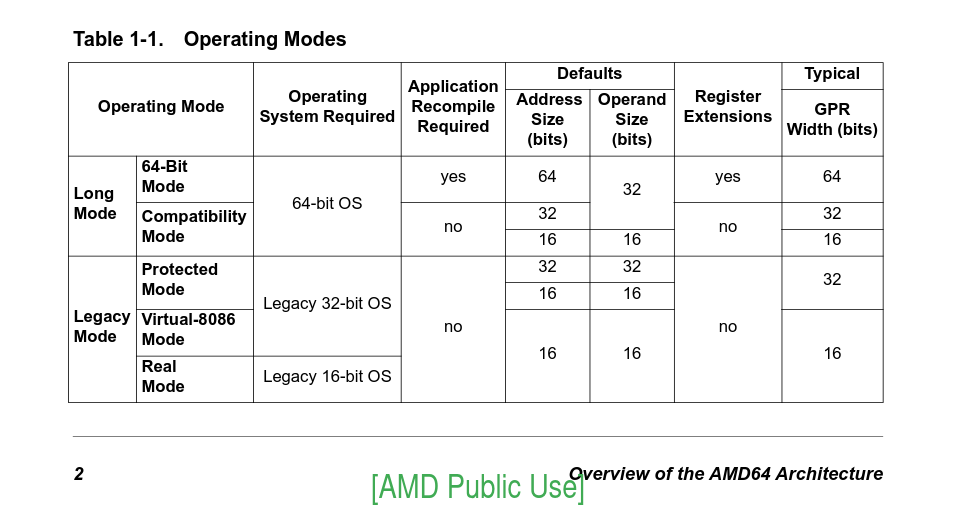 Table 1-1. Operating Modes
Operating Mode
Operating
System Required
Application
Recompile
Required
Defaults
Address
Size
(bits)
Operand
Size
(bits)
Register
Extensions
Typical
GPR
Width (bits)
Long
Mode
64-Bit
Mode
64-bit OS
yes
64
32
yes
64
Compatibility
Mode
no
32
no
32
16
16
16
Legacy
Mode
Protected
Mode
Legacy 32-bit OS
no
32
32
no
32
16
16
Virtual-8086
Mode
16
16
16
Real
Mode
Legacy 16-bit OS
2
Overview of the AMD64 Architecture
[AMD Public Use]